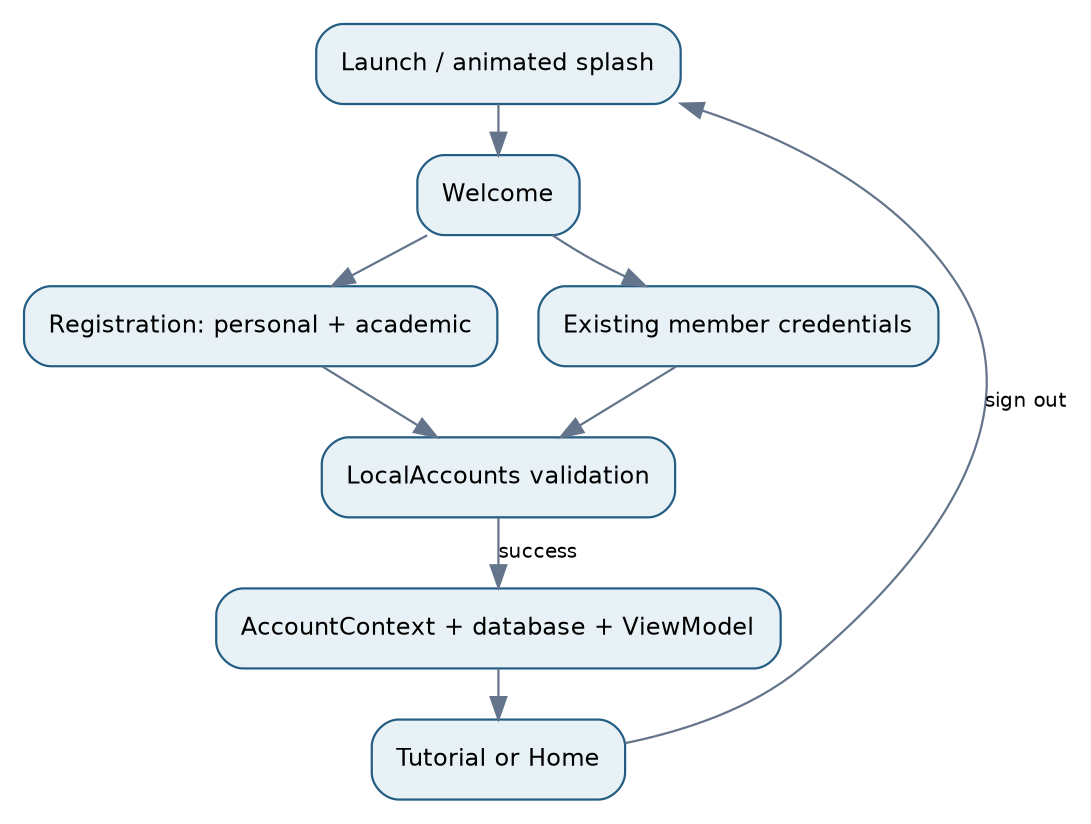 Launch / animated splash
Welcome
Registration: personal + academic
Existing member credentials
sign out
LocalAccounts validation
success
AccountContext + database + ViewModel
Tutorial or Home